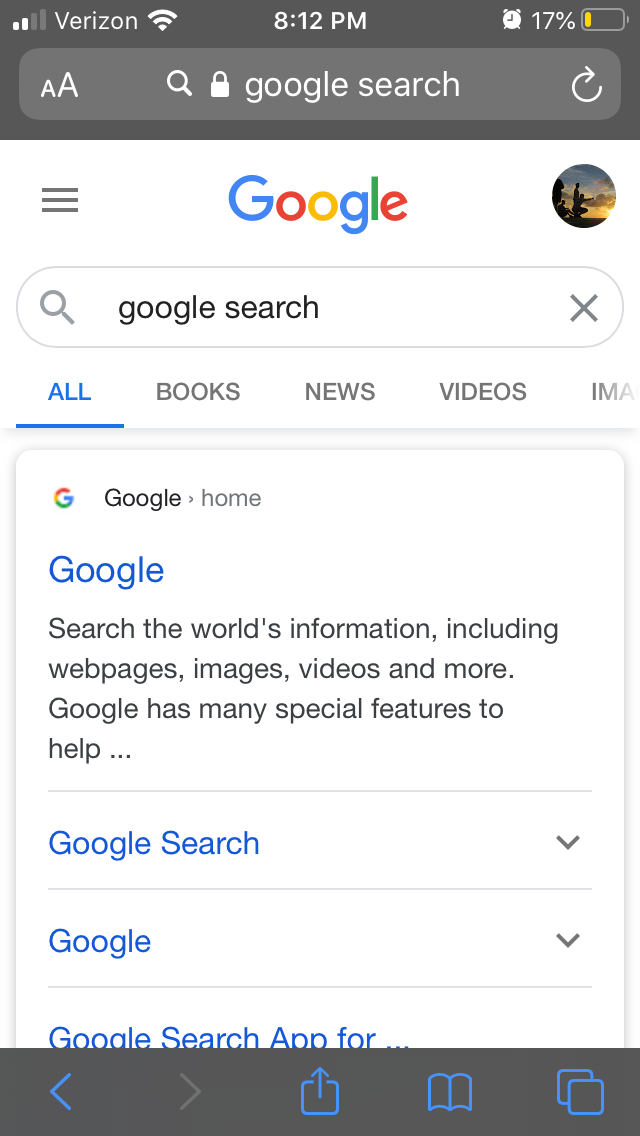 Verizon 8:12 PM 17%
AA google search
Google
google search
ALL BOOKS NEWS VIDEOS IMA
Google › home
Google
Search the world's information, including
webpages, images, videos and more.
Google has many special features to
help ...
Google Search
Google
Google Search App for ...